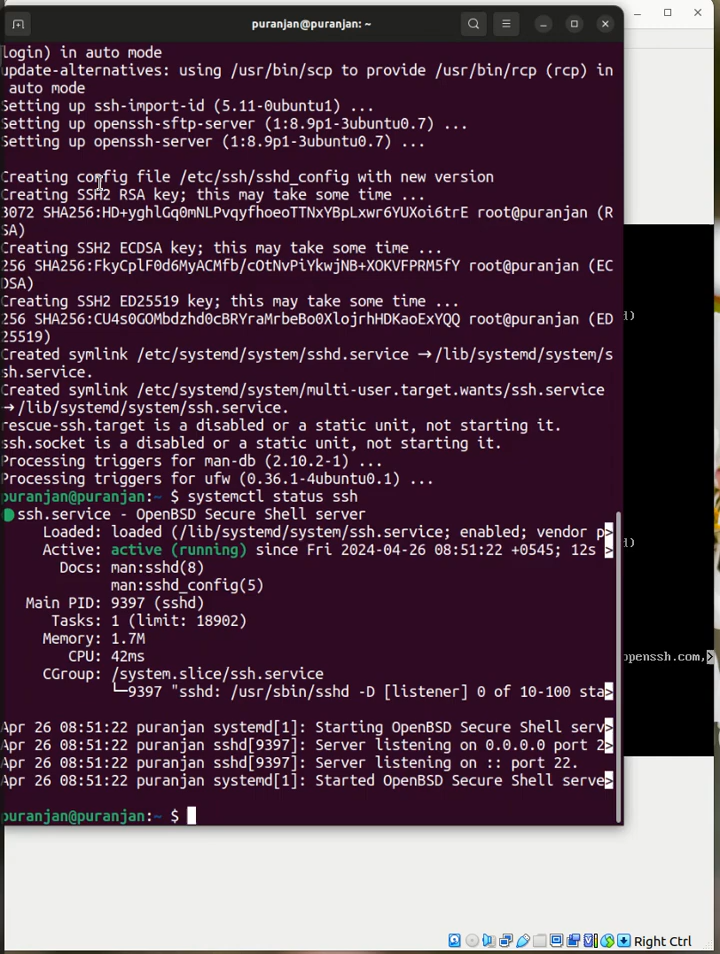 puranjan@puranjan: ~
login) in auto mode
update-alternatives: using /usr/bin/scp to provide /usr/bin/rcp (rcp) in
 auto mode
Setting up ssh-import-id (5.11-0ubuntu1) ...
Setting up openssh-sftp-server (1:8.9p1-3ubuntu0.7) ...
Setting up openssh-server (1:8.9p1-3ubuntu0.7) ...
Creating config file /etc/ssh/sshd_config with new version
Creating SSH2 RSA key; this may take some time ...
3072 SHA256:HD+yghlGq0mNLPvqyfhoeoTTNxYBpLxwr6YUXoi6trE root@puranjan (R
SA)
Creating SSH2 ECDSA key; this may take some time ...
256 SHA256:FkyCplF0d6MyACMfb/cOtNvPiYkwjNB+XOKVFPRM5fY root@puranjan (EC
DSA)
Creating SSH2 ED25519 key; this may take some time ...
256 SHA256:CU4s0GOMbdzhd0cBRYraMrbeBo0XlojrhHDKaoExYQQ root@puranjan (ED
25519)
Created symlink /etc/systemd/system/sshd.service → /lib/systemd/system/s
sh.service.
Created symlink /etc/systemd/system/multi-user.target.wants/ssh.service
→ /lib/systemd/system/ssh.service.
rescue-ssh.target is a disabled or a static unit, not starting it.
ssh.socket is a disabled or a static unit, not starting it.
Processing triggers for man-db (2.10.2-1) ...
Processing triggers for ufw (0.36.1-4ubuntu0.1) ...
puranjan@puranjan:~ $ systemctl status ssh
● ssh.service - OpenBSD Secure Shell server
Loaded: loaded (/lib/systemd/system/ssh.service; enabled; vendor p>
Active: active (running) since Fri 2024-04-26 08:51:22 +0545; 12s >
Docs: man:sshd(8)
man:sshd_config(5)
Main PID: 9397 (sshd)
Tasks: 1 (limit: 18902)
Memory: 1.7M
CPU: 42ms
CGroup: /system.slice/ssh.service
└─9397 "sshd: /usr/sbin/sshd -D [listener] 0 of 10-100 sta>
Apr 26 08:51:22 puranjan systemd[1]: Starting OpenBSD Secure Shell serv>
Apr 26 08:51:22 puranjan sshd[9397]: Server listening on 0.0.0.0 port 2>
Apr 26 08:51:22 puranjan sshd[9397]: Server listening on :: port 22.
Apr 26 08:51:22 puranjan systemd[1]: Started OpenBSD Secure Shell serve>
puranjan@puranjan:~ $
)
)
openssh.com,>
Right Ctrl